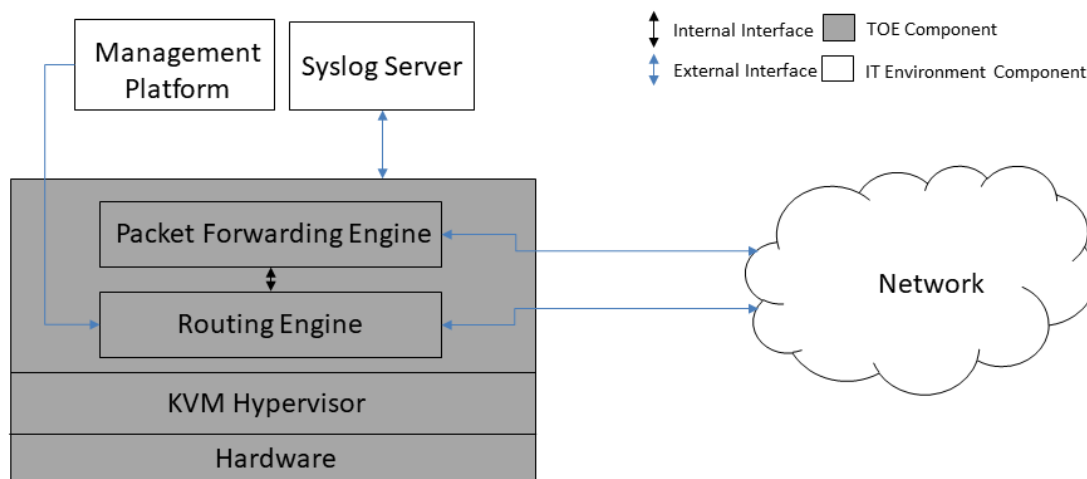 Management
Platform
Syslog Server
Internal Interface
TOE Component
External Interface
IT Environment Component
Packet Forwarding Engine
Routing Engine
KVM Hypervisor
Hardware
Network